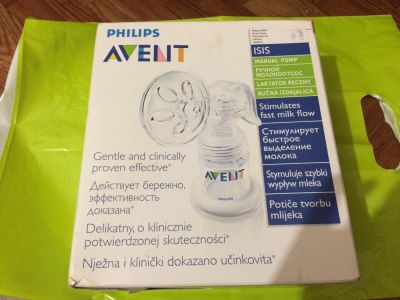 PHILIPS
AVENT
ISIS
MANUAL PUMP
РУЧНОЙ
МОЛОКООТСОС
LAKTATOR RĘCZNY
RUČNA IZDAJALICA
Stimulates
fast milk flow
Стимулирует
быстрое
выделение
молока
Stymuluje szybki
wypływ mleka
Potiče tvorbu
mlijeka
Gentle and clinically
proven effective*
Действует бережно,
эффективность
доказана*
Delikatny, o klinicznie
potwierdzonej skuteczności*
Nježna i klinički dokazano učinkovita*
AVENT
PHILIPS